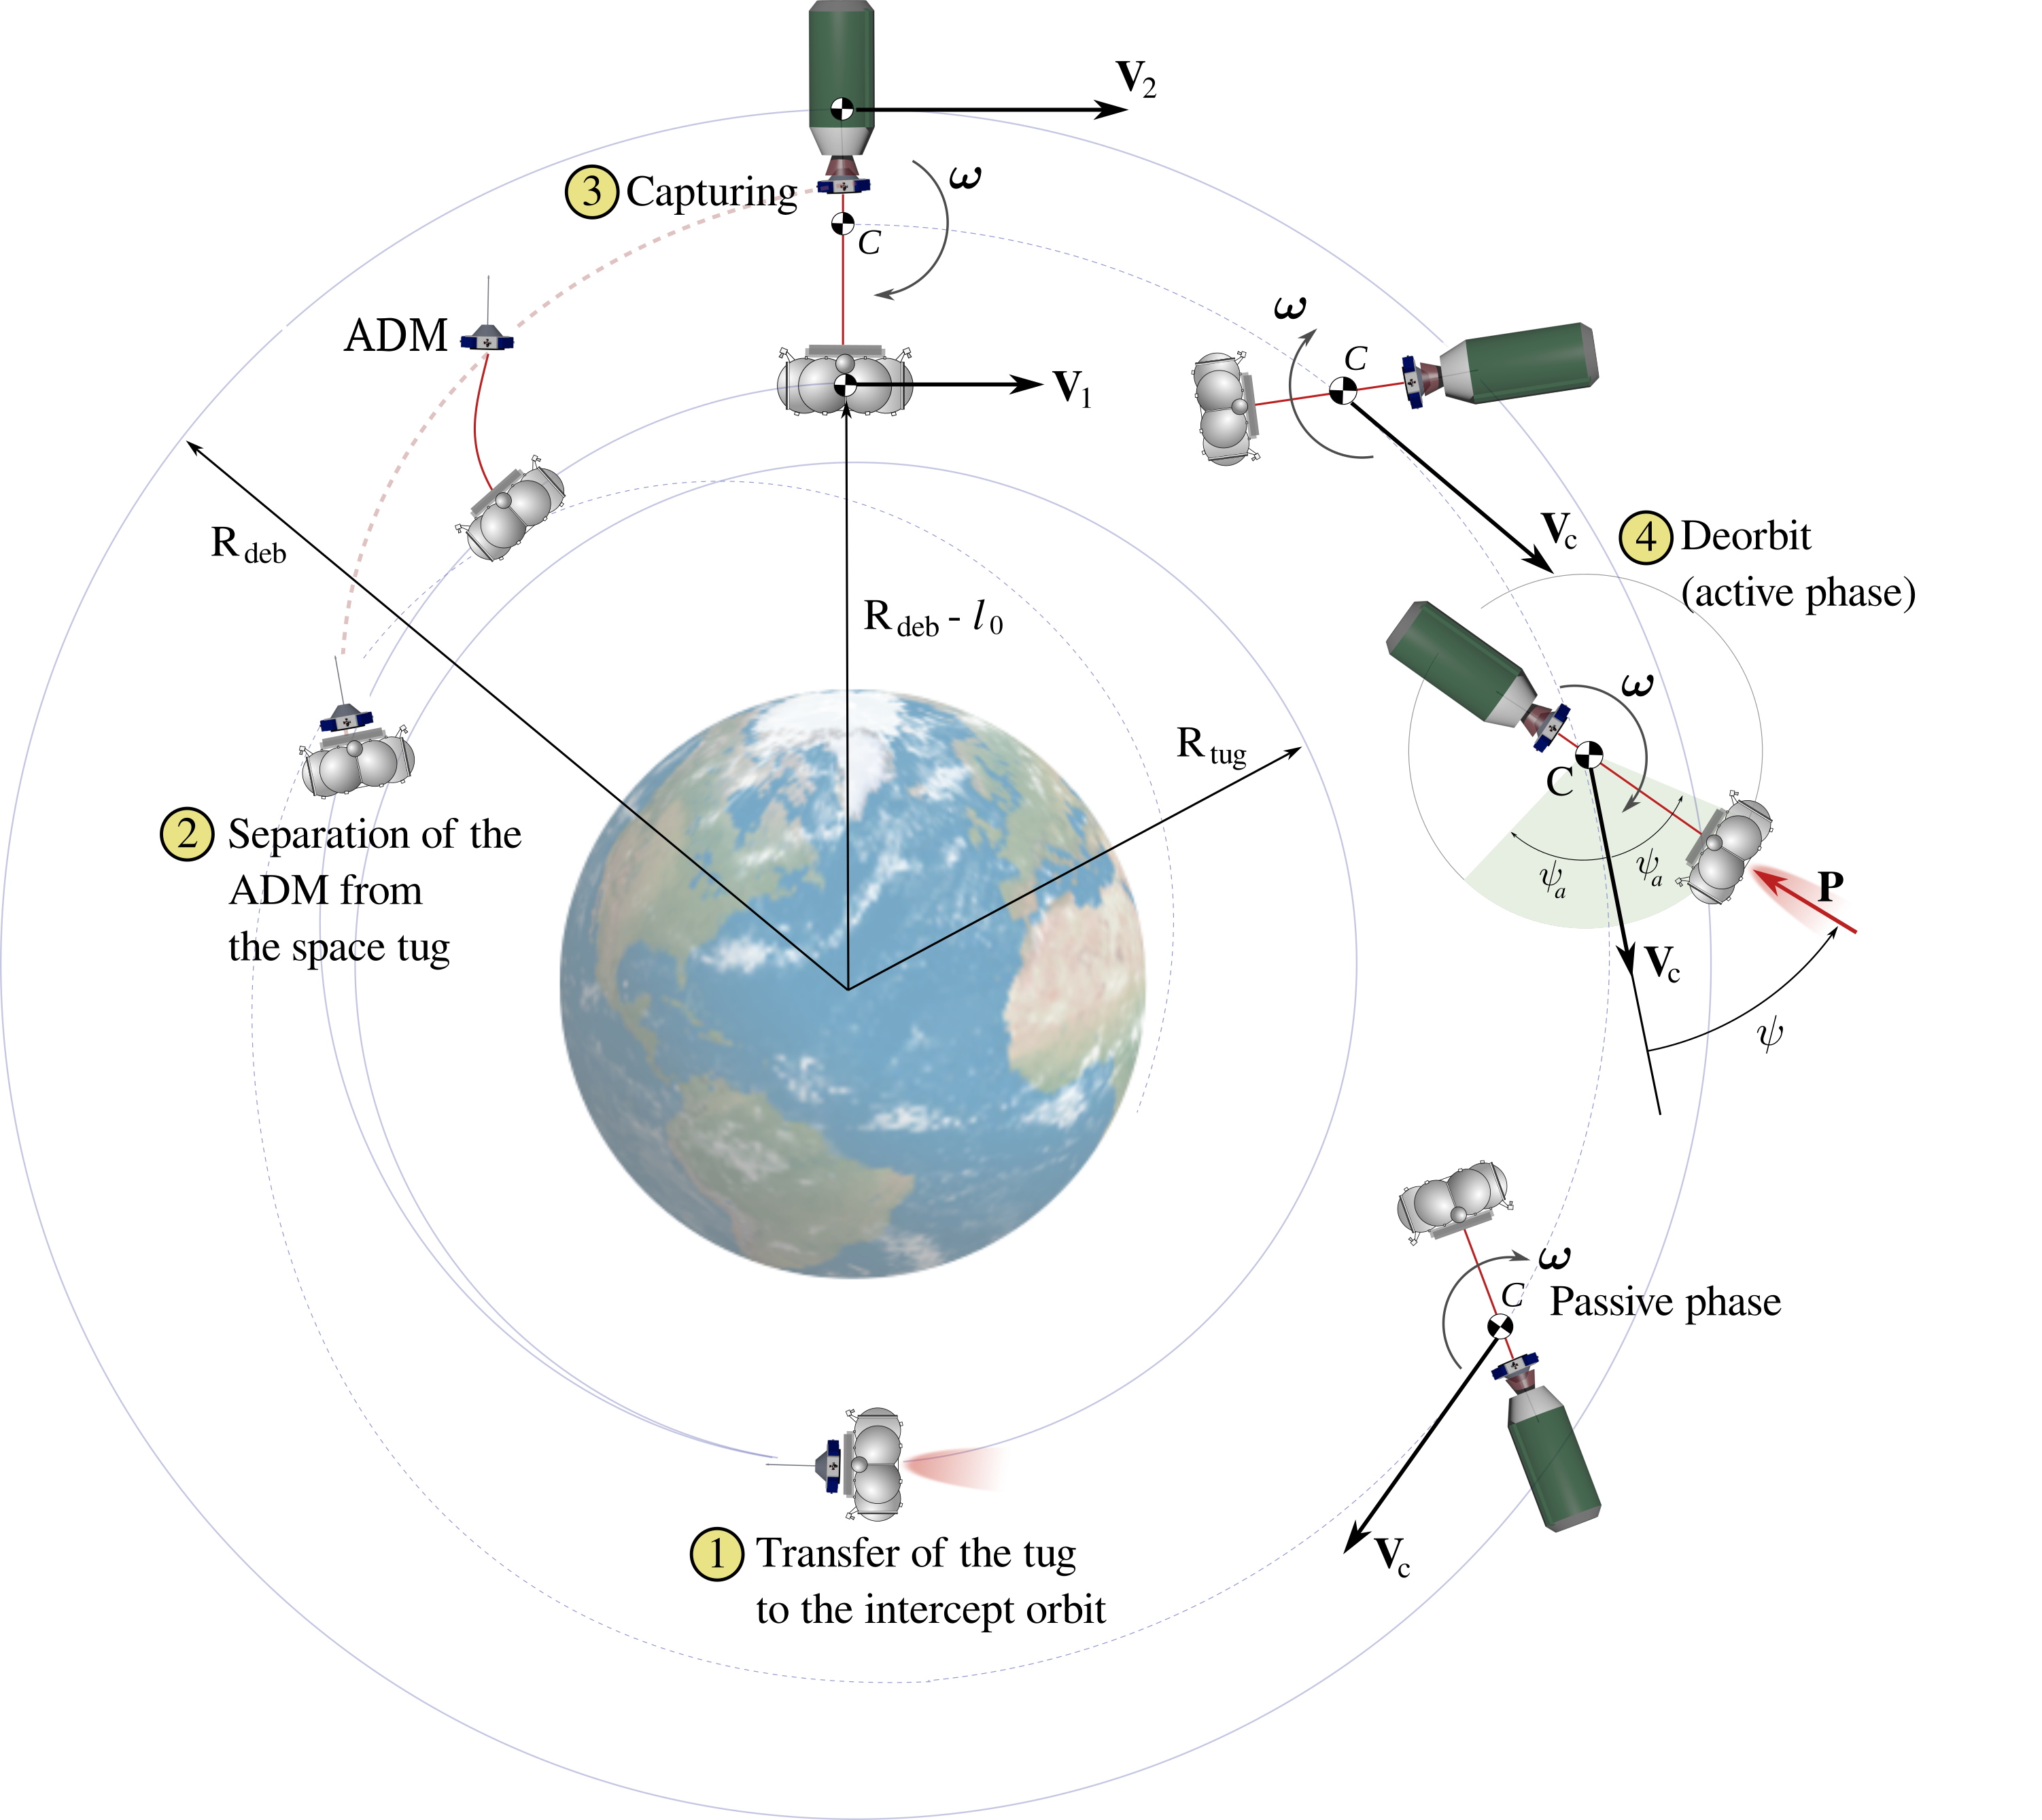 V2
ω
3 Capturing
C
ADM
V1
ω
C
Vc
4 Deorbit
(active phase)
Rdeb
Rdeb - l0
Rtug
ω
C
ψa
ψa
P
Vc
ψ
2 Separation of the
ADM from
the space tug
ω
C
Passive phase
Vc
1 Transfer of the tug
to the intercept orbit